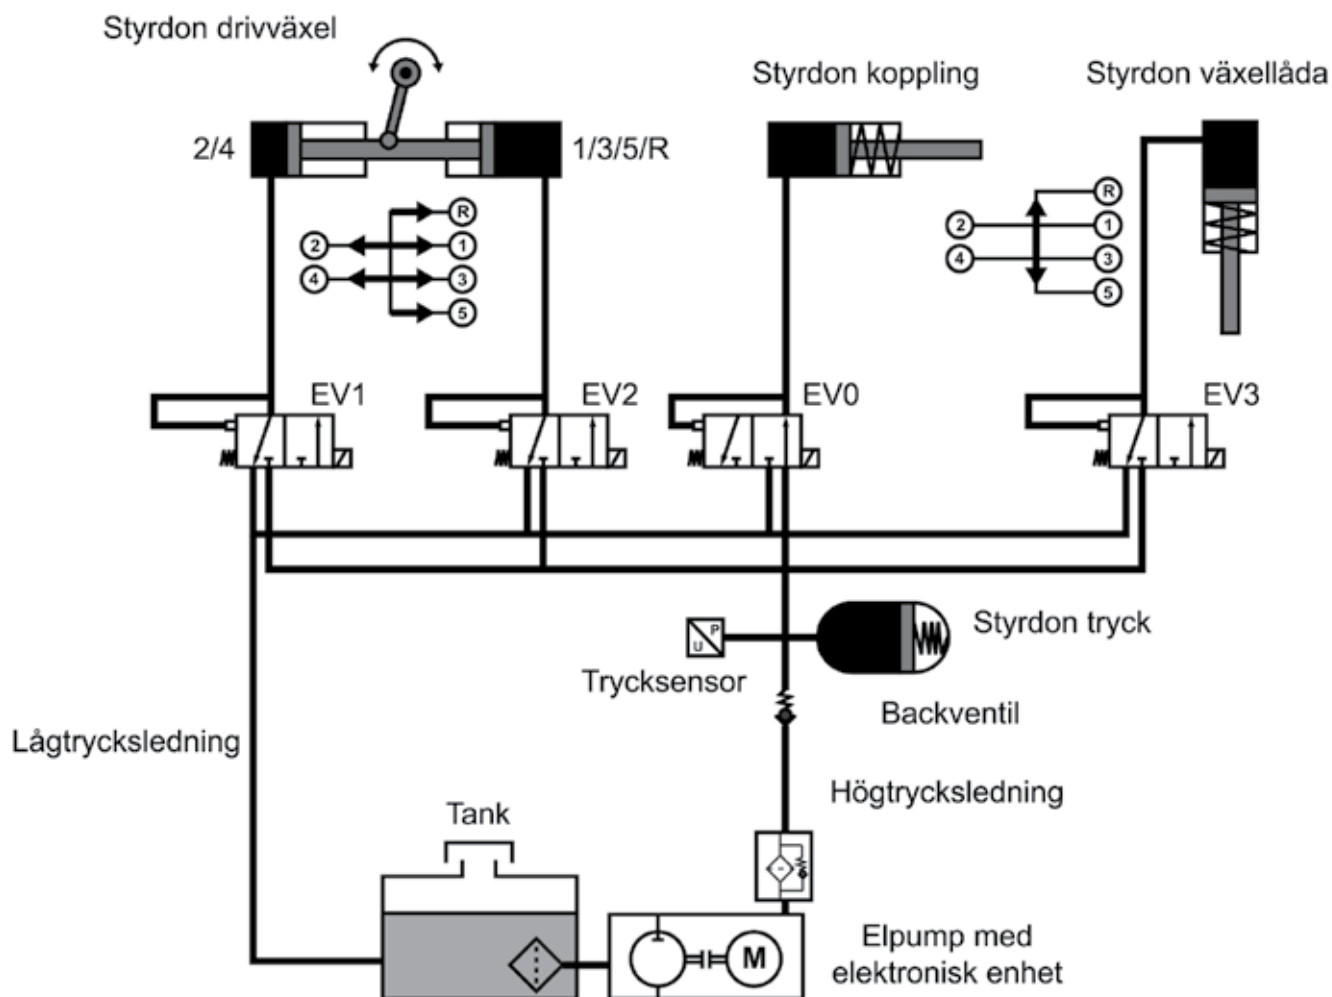 Styrdon drivväxel
Styrdon koppling
Styrdon växellåda
2/4
1/3/5/R
R
2
1
4
3
5
R
2
1
4
3
5
EV1
EV2
EV0
EV3
P
U
Styrdon tryck
Trycksensor
Backventil
Lågtrycksledning
Högtrycksledning
Tank
M
Elpump med
elektronisk enhet